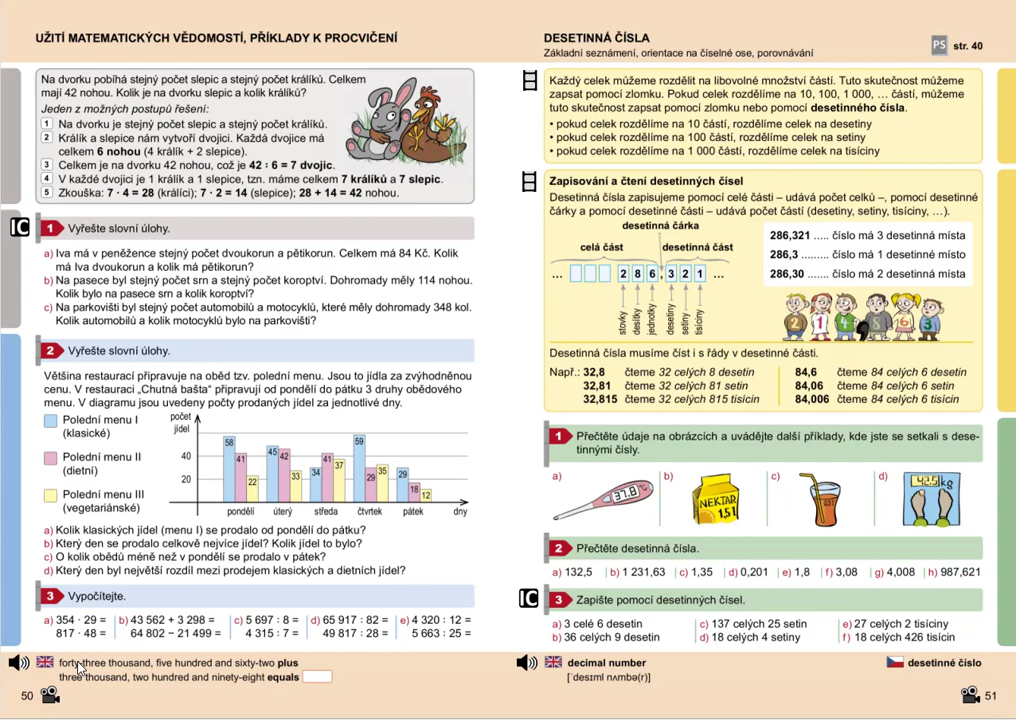 UŽITÍ MATEMATICKÝCH VĚDOMOSTÍ, PŘÍKLADY K PROCVIČENÍ
Na dvorku pobíhá stejný počet slepic a stejný počet králíků. Celkem
mají 42 nohou. Kolik je na dvorku slepic a kolik králíků?
Jeden z možných postupů řešení:
1 Na dvorku je stejný počet slepic a stejný počet králíků.
2 Králík a slepice nám vytvoří dvojici. Každá dvojice má
celkem 6 nohou (4 králík + 2 slepice).
3 Celkem je na dvorku 42 nohou, což je 42 : 6 = 7 dvojic.
4 V každé dvojici je 1 králík a 1 slepice, tzn. máme celkem 7 králíků a 7 slepic.
5 Zkouška: 7 · 4 = 28 (králíci); 7 · 2 = 14 (slepice); 28 + 14 = 42 nohou.
IC
1 Vyřešte slovní úlohy.
a) Iva má v peněžence stejný počet dvoukorun a pětikorun. Celkem má 84 Kč. Kolik
má Iva dvoukorun a kolik má pětikorun?
b) Na pasece byl stejný počet srn a stejný počet koroptví. Dohromady měly 114 nohou.
Kolik bylo na pasece srn a kolik koroptví?
c) Na parkovišti byl stejný počet automobilů a motocyklů, které měly dohromady 348 kol.
Kolik automobilů a kolik motocyklů bylo na parkovišti?
2 Vyřešte slovní úlohy.
Většina restaurací připravuje na oběd tzv. polední menu. Jsou to jídla za zvýhodněnou
cenu. V restauraci „Chutná bašta“ připravují od pondělí do pátku 3 druhy obědového
menu. V diagramu jsou uvedeny počty prodaných jídel za jednotlivé dny.
Polední menu I
(klasické)
Polední menu II
(dietní)
Polední menu III
(vegetariánské)
počet
jídel
40
20
58 41 22
45 42 33
34 41 37
59 29 35
29 18 12
pondělí úterý středa čtvrtek pátek dny
a) Kolik klasických jídel (menu I) se prodalo od pondělí do pátku?
b) Který den se prodalo celkově nejvíce jídel? Kolik jídel to bylo?
c) O kolik obědů méně než v pondělí se prodalo v pátek?
d) Který den byl největší rozdíl mezi prodejem klasických a dietních jídel?
3 Vypočítejte.
a) 354 · 29 = b) 43 562 + 3 298 = c) 5 697 : 8 = d) 65 917 : 82 = e) 4 320 : 12 =
817 · 48 = 64 802 − 21 499 = 4 315 : 7 = 49 817 : 28 = 5 663 : 25 =
forty-three thousand, five hundred and sixty-two plus
three thousand, two hundred and ninety-eight equals
50
DESETINNÁ ČÍSLA
Základní seznámení, orientace na číselné ose, porovnávání
PS str. 40
Každý celek můžeme rozdělit na libovolné množství částí. Tuto skutečnost můžeme
zapsat pomocí zlomku. Pokud celek rozdělíme na 10, 100, 1 000, … částí, můžeme
tuto skutečnost zapsat pomocí zlomku nebo pomocí desetinného čísla.
• pokud celek rozdělíme na 10 částí, rozdělíme celek na desetiny
• pokud celek rozdělíme na 100 částí, rozdělíme celek na setiny
• pokud celek rozdělíme na 1 000 částí, rozdělíme celek na tisíciny
Zapisování a čtení desetinných čísel
Desetinná čísla zapisujeme pomocí celé části – udává počet celků –, pomocí desetinné
čárky a pomocí desetinné části – udává počet částí (desetiny, setiny, tisíciny, …).
desetinná čárka
celá část desetinná část
… 2 8 6 , 3 2 1 …
stovky desítky jednotky desetiny setiny tisíciny
286,321 ..... číslo má 3 desetinná místa
286,3 ......... číslo má 1 desetinné místo
286,30 ........ číslo má 2 desetinná místa
2 1 4 , 8 6 3
Desetinná čísla musíme číst i s řády v desetinné části.
Např.: 32,8 čteme 32 celých 8 desetin 84,6 čteme 84 celých 6 desetin
32,81 čteme 32 celých 81 setin 84,06 čteme 84 celých 6 setin
32,815 čteme 32 celých 815 tisícin 84,006 čteme 84 celých 6 tisícin
1 Přečtěte údaje na obrázcích a uvádějte další příklady, kde jste se setkali s dese-
tinnými čísly.
a) 37,8 b) NEKTAR 1,5 l c) d) 42,5 kg
2 Přečtěte desetinná čísla.
a) 132,5 b) 1 231,63 c) 1,35 d) 0,201 e) 1,8 f) 3,08 g) 4,008 h) 987,621
IC
3 Zapište pomocí desetinných čísel.
a) 3 celé 6 desetin c) 137 celých 25 setin e) 27 celých 2 tisíciny
b) 36 celých 9 desetin d) 18 celých 4 setiny f) 18 celých 426 tisícin
decimal number desetinné číslo
[ˈdesɪml nʌmbə(r)]
51